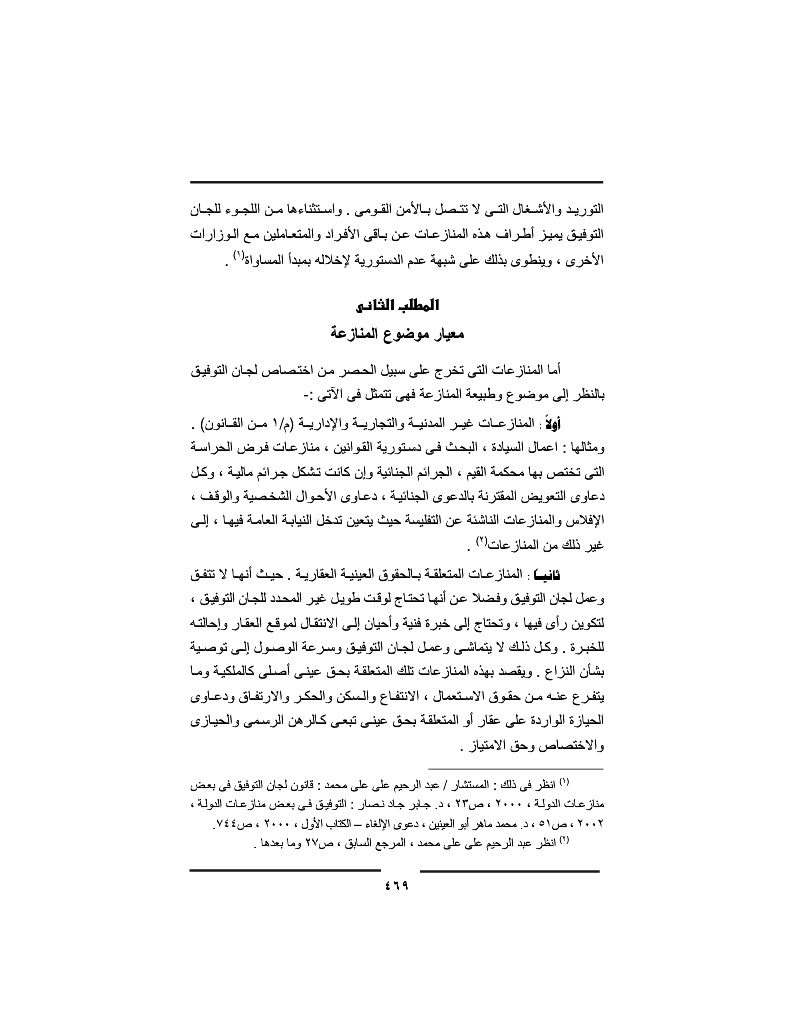 التوريد والأشغال التى لا تتصل بالأمن القومى . واستثناءها من اللجوء للجان
التوفيق يميز أطراف هذه المنازعات عن باقى الأفراد والمتعاملين مع الوزارات
الأخرى ، وينطوى بذلك على شبهة عدم الدستورية لإخلاله بمبدأ المساواة(١) .
المطلب الثانى
معيار موضوع المنازعة
أما المنازعات التى تخرج على سبيل الحصر من اختصاص لجان التوفيق
بالنظر إلى موضوع وطبيعة المنازعة فهى تتمثل فى الآتى :-
أولاً : المنازعات غير المدنية والتجارية والإدارية (م/١ من القانون) .
ومثالها : اعمال السيادة ، البحث فى دستورية القوانين ، منازعات فرض الحراسة
التى تختص بها محكمة القيم ، الجرائم الجنائية وإن كانت تشكل جرائم مالية ، وكل
دعاوى التعويض المقترنة بالدعوى الجنائية ، دعاوى الأحوال الشخصية والوقف ،
الإفلاس والمنازعات الناشئة عن التفليسة حيث يتعين تدخل النيابة العامة فيها ، إلى
غير ذلك من المنازعات(٢) .
ثانيـاً : المنازعات المتعلقة بالحقوق العينية العقارية . حيث أنها لا تتفق
وعمل لجان التوفيق وفضلا عن أنها تحتاج لوقت طويل غير المحدد للجان التوفيق ،
لتكوين رأى فيها ، وتحتاج إلى خبرة فنية وأحيان إلى الانتقال لموقع العقار وإحالته
للخبرة . وكل ذلك لا يتماشى وعمل لجان التوفيق وسرعة الوصول إلى توصية
بشأن النزاع . ويقصد بهذه المنازعات تلك المتعلقة بحق عينى أصلى كالملكية وما
يتفرع عنه من حقوق الاستعمال ، الانتفاع والسكن والحكر والارتفاق ودعاوى
الحيازة الواردة على عقار أو المتعلقة بحق عينى تبعى كالرهن الرسمى والحيازى
والاختصاص وحق الامتياز .
(١) انظر فى ذلك : المستشار / عبد الرحيم على على محمد : قانون لجان التوفيق فى بعض
منازعات الدولة ، ٢٠٠٠ ، ص٢٣ ، د. جابر جاد نصار : التوفيق فى بعض منازعات الدولة ،
٢٠٠٢ ، ص٥١ ، د. محمد ماهر أبو العينين ، دعوى الإلغاء – الكتاب الأول ، ٢٠٠٠ ، ص٧٤٤.
(٢) انظر عبد الرحيم على على محمد ، المرجع السابق ، ص٢٧ وما بعدها .
٤٦٩